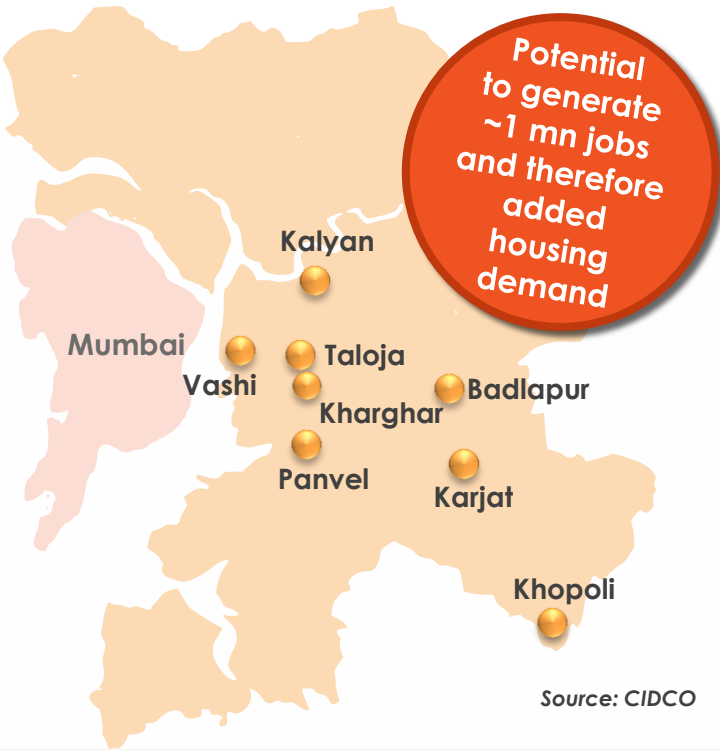 Potential
to generate
~1 mn jobs
and therefore
added
housing
demand
Kalyan
Mumbai
Vashi
Taloja
Kharghar
Badlapur
Panvel
Karjat
Khopoli
Source: CIDCO